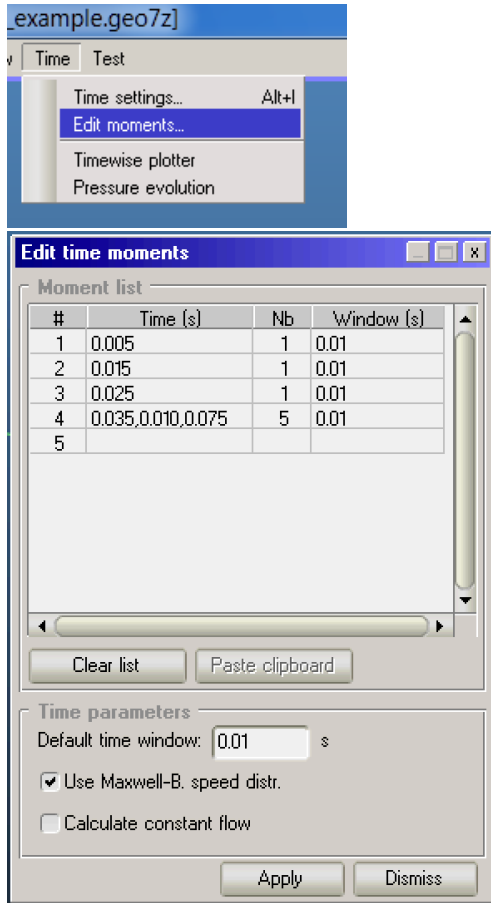 _example.geo7z]
Time Test
Time settings... Alt+I
Edit moments...
Timewise plotter
Pressure evolution
Edit time moments
Moment list
# Time (s) Nb Window (s)
1 0.005 1 0.01
2 0.015 1 0.01
3 0.025 1 0.01
4 0.035,0.010,0.075 5 0.01
5
Clear list Paste clipboard
Time parameters
Default time window: 0.01 s
Use Maxwell-B. speed distr.
Calculate constant flow
Apply Dismiss